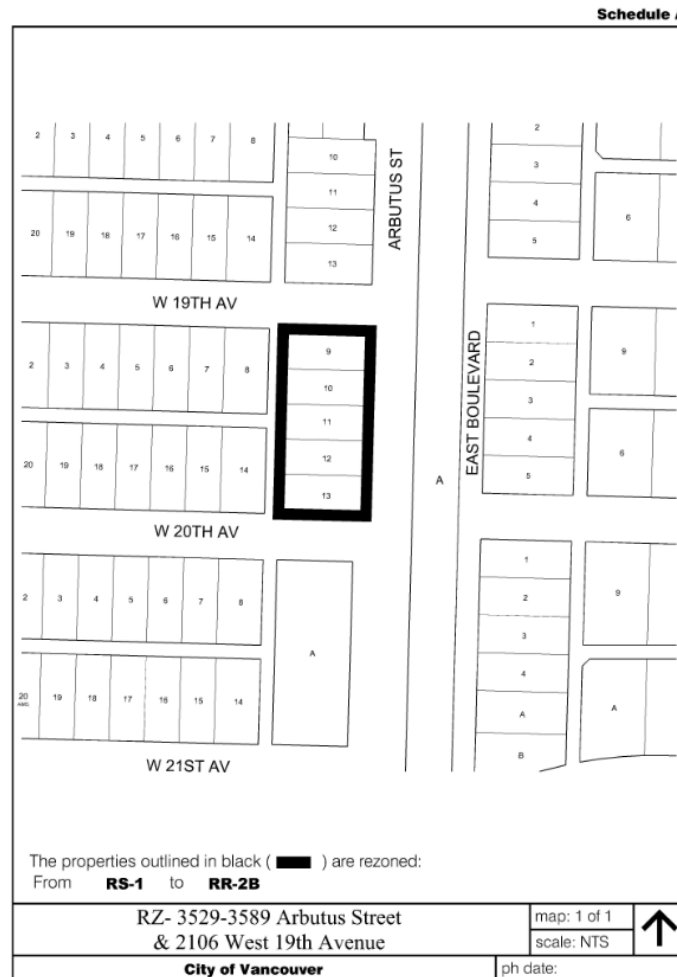 Schedule
2 3 4 5 6 7 8
10
11
12
13
20 19 18 17 16 15 14
ARBUTUS ST
2
3
4
5
6
W 19TH AV
2 3 4 5 6 7 8
9
10
11
12
13
20 19 18 17 16 15 14
EAST BOULEVARD
A
1
2
3
4
5
9
6
W 20TH AV
2 3 4 5 6 7 8
A
20 19 18 17 16 15 14
1
2
3
4
A
B
9
A
W 21ST AV
The properties outlined in black ( ) are rezoned:
From RS-1 to RR-2B
RZ- 3529-3589 Arbutus Street
& 2106 West 19th Avenue
map: 1 of 1
scale: NTS
City of Vancouver
ph date: